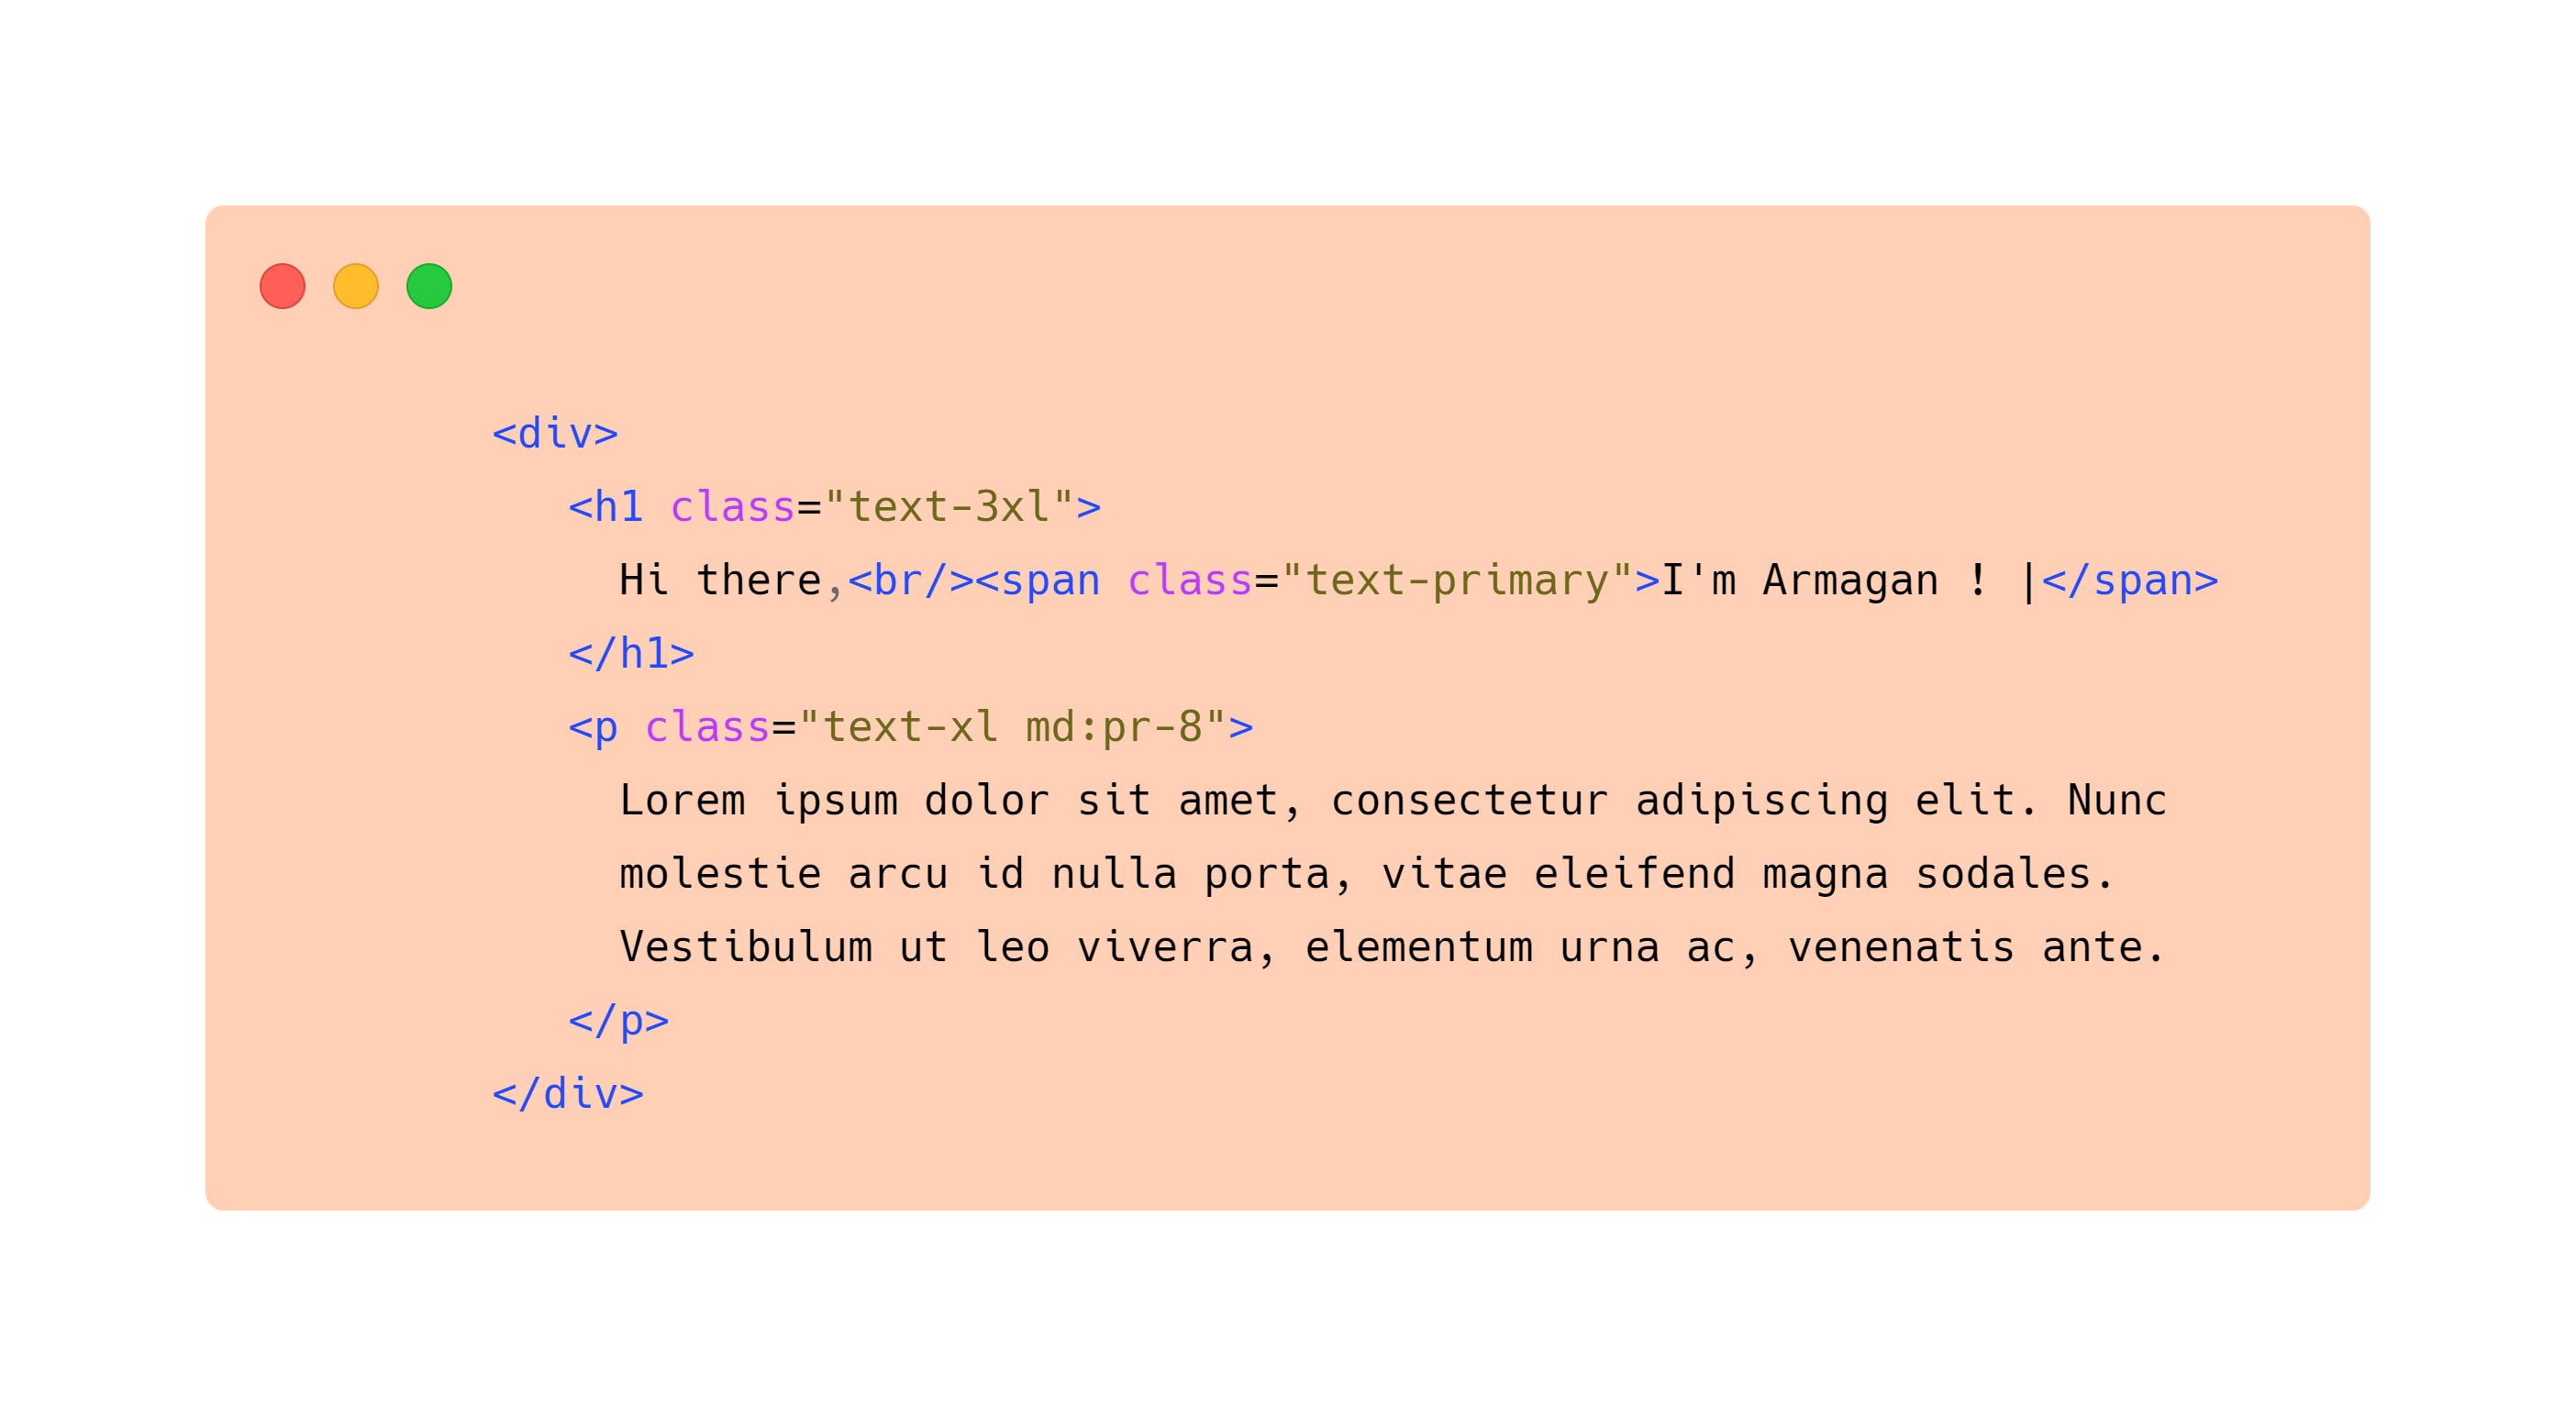 <div>
<h1 class="text-3xl">
Hi there,<br/><span class="text-primary">I'm Armagan ! |</span>
</h1>
<p class="text-xl md:pr-8">
Lorem ipsum dolor sit amet, consectetur adipiscing elit. Nunc
molestie arcu id nulla porta, vitae eleifend magna sodales.
Vestibulum ut leo viverra, elementum urna ac, venenatis ante.
</p>
</div>